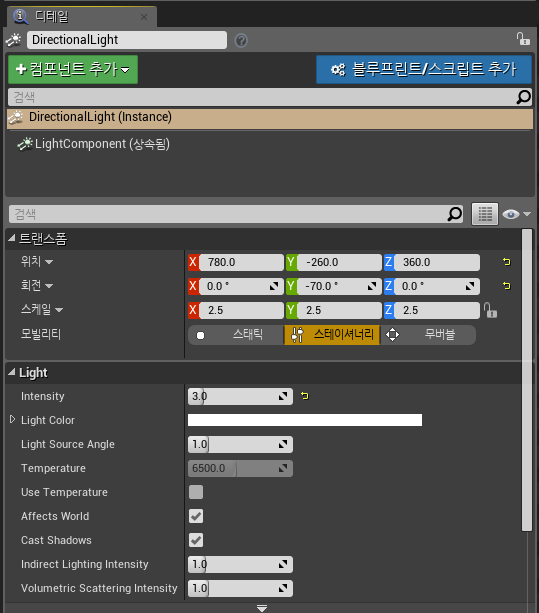 디테일
DirectionalLight
컴포넌트 추가 블루프린트/스크립트 추가
검색
DirectionalLight (Instance)
LightComponent (상속됨)
검색
트랜스폼
위치 X 780.0 Y -260.0 Z 360.0
회전 X 0.0 ° Y -70.0 ° Z 0.0 °
스케일 X 2.5 Y 2.5 Z 2.5
모빌리티 스태틱 스테이셔너리 무버블
Light
Intensity 3.0
Light Color
Light Source Angle 1.0
Temperature 6500.0
Use Temperature
Affects World
Cast Shadows
Indirect Lighting Intensity 1.0
Volumetric Scattering Intensity 1.0